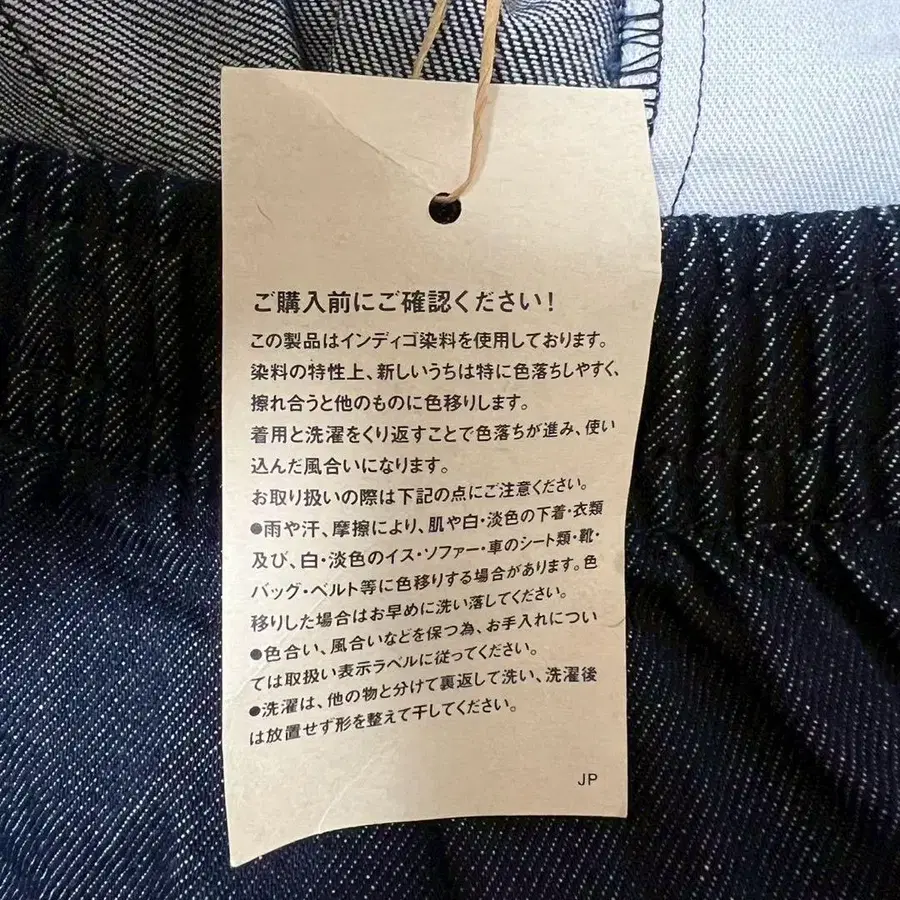 ご購入前にご確認ください!
この製品はインディゴ染料を使用しております。
染料の特性上、新しいうちは特に色落ちしやすく、
擦れ合うと他のものに色移りします。
着用と洗濯をくり返すことで色落ちが進み、使い
込んだ風合いになります。
お取り扱いの際は下記の点にご注意ください。
●雨や汗、摩擦により、肌や白・淡色の下着・衣類
及び、白・淡色のイス・ソファー・車のシート類・靴・
バッグ・ベルト等に色移りする場合があります。色
移りした場合はお早めに洗い落してください。
●色合い、風合いなどを保つ為、お手入れについ
ては取扱い表示ラベルに従ってください。
●洗濯は、他の物と分けて裏返して洗い、洗濯後
は放置せず形を整えて干してください。
JP